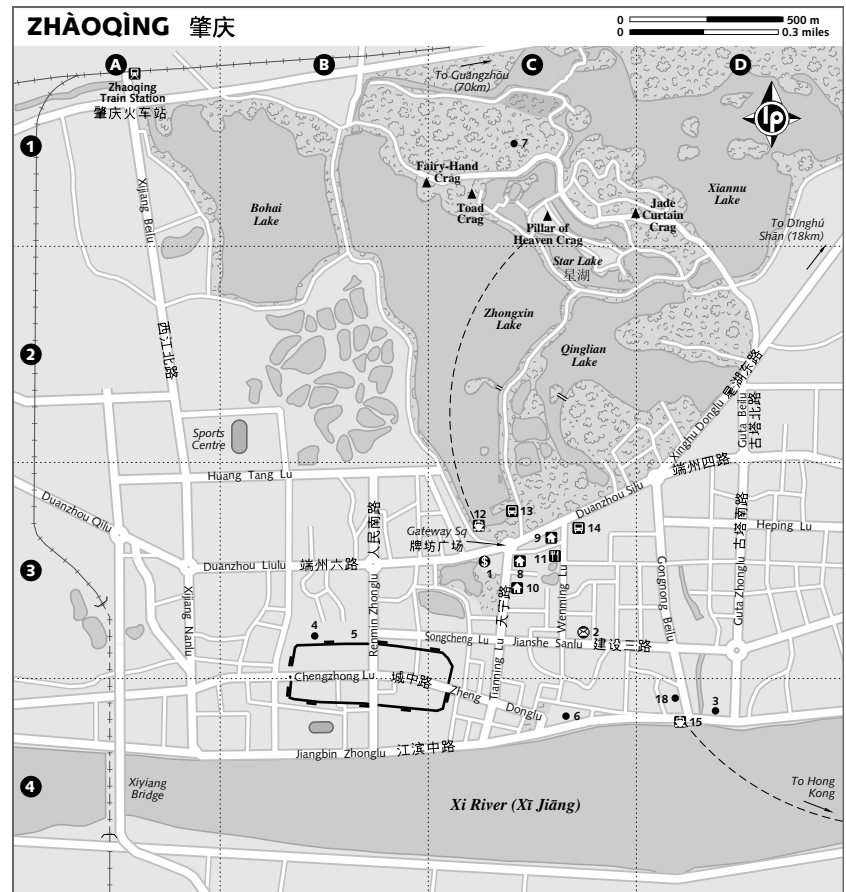 ZHÀOQÌNG 肇庆
0 500 m
0 0.3 miles
A
B
C
D
To Guangzhou
(70km)
Zhaoqing
Train Station
肇庆火车站
lp
1
7
Fairy-Hand
Crag
Toad
Crag
Pillar of
Heaven Crag
Jade
Curtain
Crag
Xiannu
Lake
Bohai
Lake
Xijiang Beilu
To Dǐnghú
Shān (18km)
Star Lake
星湖
Zhongxin
Lake
Qinglian
Lake
2
西江北路
Xinghu Donglu
星湖东路
Guta Beilu
古塔北路
Sports
Centre
Huang Tang Lu
端州四路
Duanzhou Silu
Duanzhou Qilu
人民南路
12
13
14
Gateway Sq
牌坊广场
9
古塔南路
Heping Lu
3
Duanzhou Liulu 端州六路
1
8
11
10
天宁路
Wenming Lu
Gongnong Beilu
Guta Zhonglu
Xijiang Nanlu
Renmin Zhonglu
4
5
2
Songcheng Lu
Jianshe Sanlu 建设三路
Tianning Lu
Chengzhong Lu 城中路
Zheng Donglu
6
18
3
15
Jiangbin Zhonglu 江滨中路
4
Xiyiang
Bridge
Xi River (Xī Jiāng)
To Hong
Kong